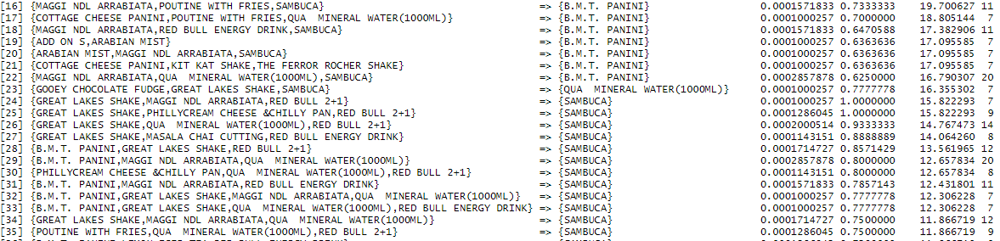 [16] {MAGGI NDL ARRABIATA,POUTINE WITH FRIES,SAMBUCA} => {B.M.T. PANINI} 0.0001571833 0.7333333 19.700627 11
[17] {COTTAGE CHEESE PANINI,POUTINE WITH FRIES,QUA  MINERAL WATER(1000ML)} => {B.M.T. PANINI} 0.0001000257 0.7000000 18.805144 7
[18] {MAGGI NDL ARRABIATA,RED BULL ENERGY DRINK,SAMBUCA} => {B.M.T. PANINI} 0.0001571833 0.6470588 17.382906 11
[19] {ADD ON S,ARABIAN MIST} => {B.M.T. PANINI} 0.0001000257 0.6363636 17.095585 7
[20] {ARABIAN MIST,MAGGI NDL ARRABIATA,SAMBUCA} => {B.M.T. PANINI} 0.0001000257 0.6363636 17.095585 7
[21] {COTTAGE CHEESE PANINI,KIT KAT SHAKE,THE FERROR ROCHER SHAKE} => {B.M.T. PANINI} 0.0001000257 0.6363636 17.095585 7
[22] {MAGGI NDL ARRABIATA,QUA  MINERAL WATER(1000ML),SAMBUCA} => {B.M.T. PANINI} 0.0002857878 0.6250000 16.790307 20
[23] {GOOEY CHOCOLATE FUDGE,GREAT LAKES SHAKE,SAMBUCA} => {QUA  MINERAL WATER(1000ML)} 0.0001000257 0.7777778 16.355302 7
[24] {GREAT LAKES SHAKE,MAGGI NDL ARRABIATA,RED BULL 2+1} => {SAMBUCA} 0.0001000257 1.0000000 15.822293 7
[25] {GREAT LAKES SHAKE,PHILLYCREAM CHEESE &CHILLY PAN,RED BULL 2+1} => {SAMBUCA} 0.0001286045 1.0000000 15.822293 9
[26] {GREAT LAKES SHAKE,QUA  MINERAL WATER(1000ML),RED BULL 2+1} => {SAMBUCA} 0.0002000514 0.9333333 14.767473 14
[27] {GREAT LAKES SHAKE,MASALA CHAI CUTTING,RED BULL ENERGY DRINK} => {SAMBUCA} 0.0001143151 0.8888889 14.064260 8
[28] {B.M.T. PANINI,GREAT LAKES SHAKE,RED BULL 2+1} => {SAMBUCA} 0.0001714727 0.8571429 13.561965 12
[29] {B.M.T. PANINI,MAGGI NDL ARRABIATA,QUA  MINERAL WATER(1000ML)} => {SAMBUCA} 0.0002857878 0.8000000 12.657834 20
[30] {PHILLYCREAM CHEESE &CHILLY PAN,QUA  MINERAL WATER(1000ML),RED BULL 2+1} => {SAMBUCA} 0.0001143151 0.8000000 12.657834 8
[31] {B.M.T. PANINI,MAGGI NDL ARRABIATA,RED BULL ENERGY DRINK} => {SAMBUCA} 0.0001571833 0.7857143 12.431801 11
[32] {B.M.T. PANINI,GREAT LAKES SHAKE,MAGGI NDL ARRABIATA,QUA  MINERAL WATER(1000ML)} => {SAMBUCA} 0.0001000257 0.7777778 12.306228 7
[33] {B.M.T. PANINI,GREAT LAKES SHAKE,QUA  MINERAL WATER(1000ML),RED BULL ENERGY DRINK} => {SAMBUCA} 0.0001000257 0.7777778 12.306228 7
[34] {GREAT LAKES SHAKE,MAGGI NDL ARRABIATA,QUA  MINERAL WATER(1000ML)} => {SAMBUCA} 0.0001714727 0.7500000 11.866719 12
[35] {POUTINE WITH FRIES,QUA  MINERAL WATER(1000ML),RED BULL 2+1} => {SAMBUCA} 0.0001286045 0.7500000 11.866719 9